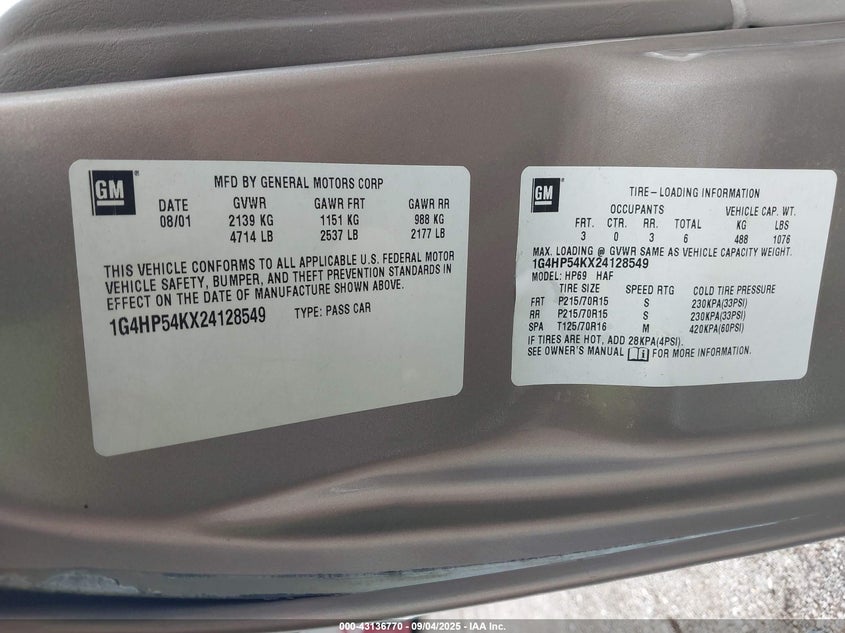 GM
MFD BY GENERAL MOTORS CORP
DATE GVWR GAWR FRT GAWR RR
08/01 2139 KG 1151 KG 988 KG
4714 LB 2537 LB 2177 LB
THIS VEHICLE CONFORMS TO ALL APPLICABLE U.S. FEDERAL MOTOR
VEHICLE SAFETY, BUMPER, AND THEFT PREVENTION STANDARDS IN
EFFECT ON THE DATE OF MANUFACTURE SHOWN ABOVE.
1G4HP54KX24128549 TYPE: PASS CAR
GM
TIRE-LOADING INFORMATION
OCCUPANTS VEHICLE CAP. WT.
FRT. CTR. RR. TOTAL KG LBS
3 0 3 6 488 1076
MAX. LOADING @ GVWR SAME AS VEHICLE CAPACITY WEIGHT.
1G4HP54KX24128549
MODEL: HP69 HAF
TIRE SIZE SPEED RTG COLD TIRE PRESSURE
FRT P215/70R15 S 230KPA(33PSI)
RR P215/70R15 S 230KPA(33PSI)
SPA T125/70R16 M 420KPA(60PSI)
IF TIRES ARE HOT, ADD 28KPA(4PSI).
SEE OWNER'S MANUAL FOR MORE INFORMATION.
000-43136770 - 09/04/2025 - IAA Inc.